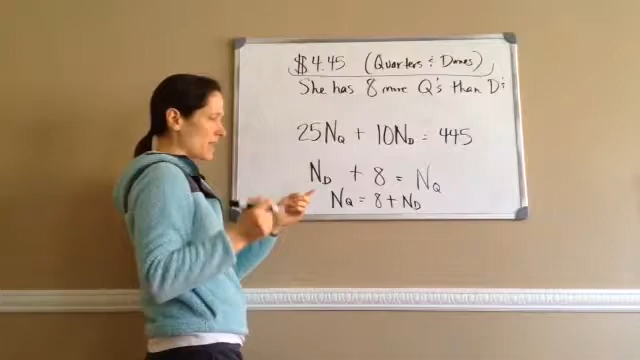 $4.45 (Quarters & Dimes)
She has 8 more Q's than D's
25N_Q + 10N_D = 445
N_D + 8 = N_Q
N_Q = 8 + N_D